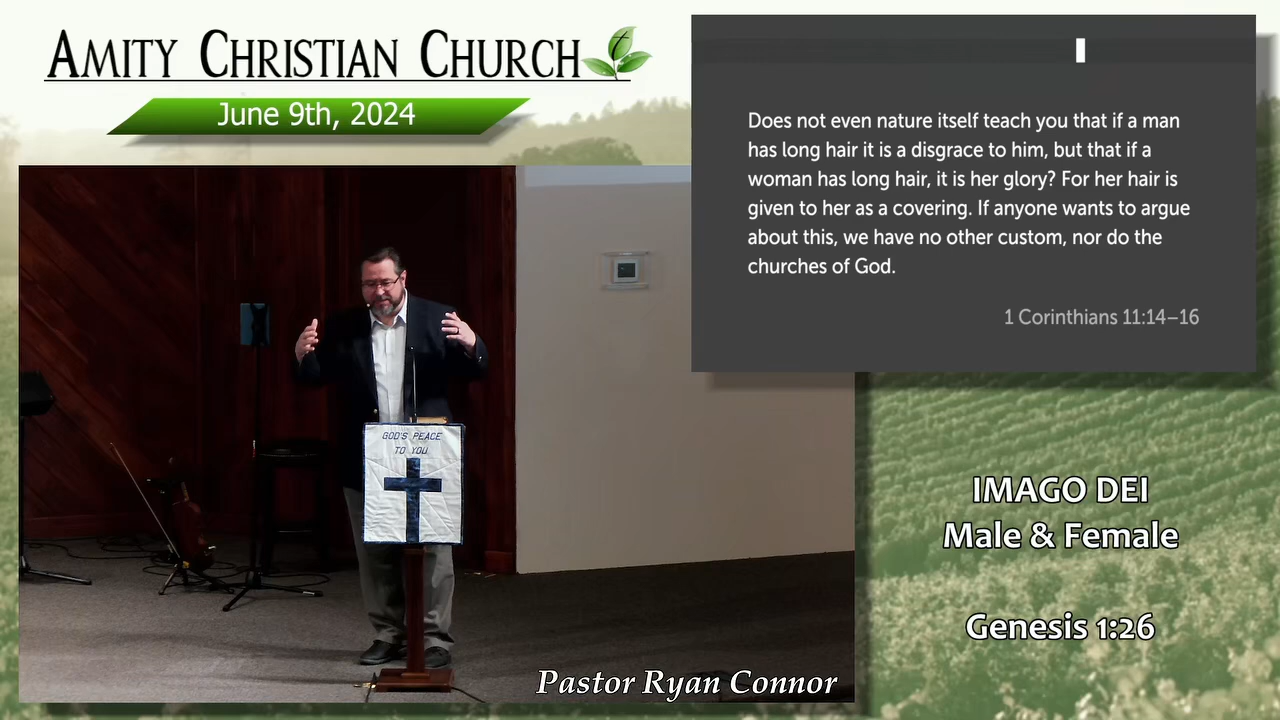 AMITY CHRISTIAN CHURCH
June 9th, 2024
Does not even nature itself teach you that if a man
has long hair it is a disgrace to him, but that if a
woman has long hair, it is her glory? For her hair is
given to her as a covering. If anyone wants to argue
about this, we have no other custom, nor do the
churches of God.
1 Corinthians 11:14–16
GOD'S PEACE
TO YOU
IMAGO DEI
Male & Female
Genesis 1:26
Pastor Ryan Connor